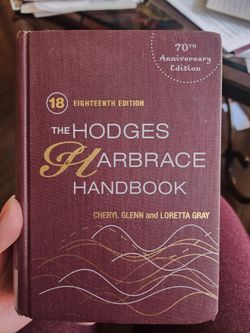 70TH
Anniversary
Edition
18 EIGHTEENTH EDITION
THE HODGES
HARBRACE
HANDBOOK
CHERYL GLENN and LORETTA GRAY